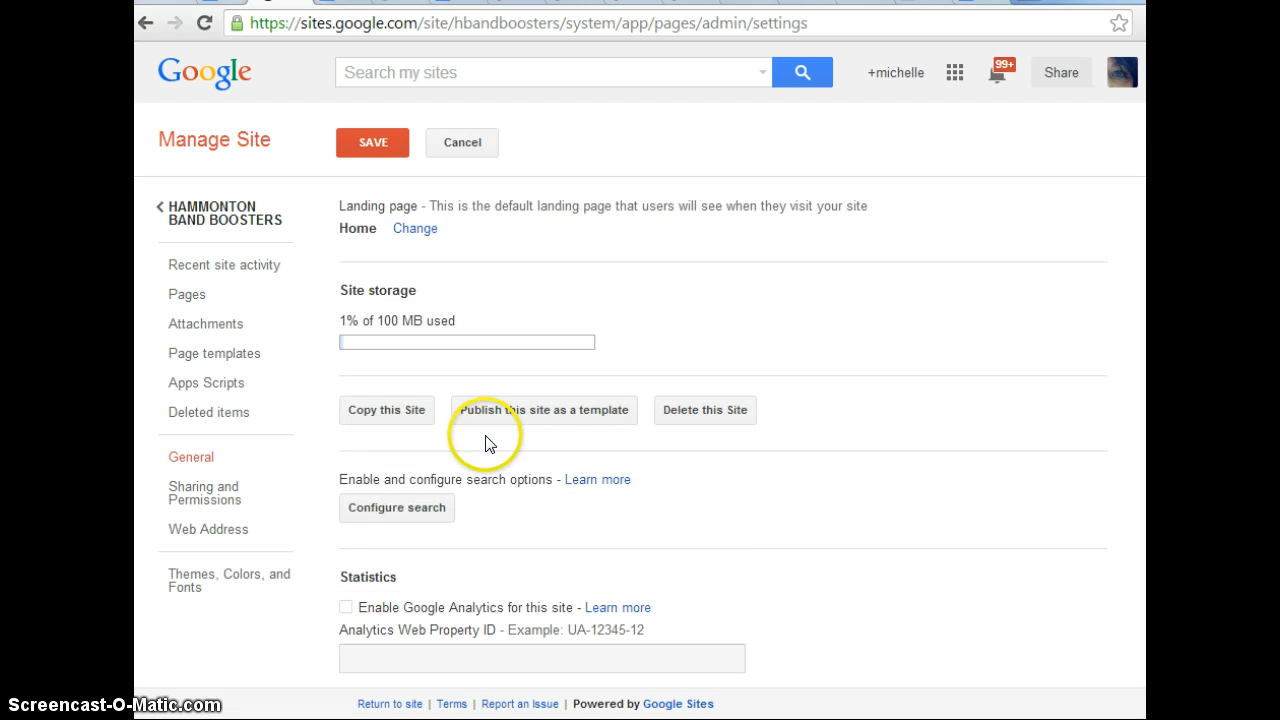 https://sites.google.com/site/hbandboosters/system/app/pages/admin/settings
Google
Search my sites
+michelle
99+
Share
Manage Site
SAVE
Cancel
HAMMONTON
BAND BOOSTERS
Recent site activity
Pages
Attachments
Page templates
Apps Scripts
Deleted items
General
Sharing and
Permissions
Web Address
Themes, Colors, and
Fonts
Landing page - This is the default landing page that users will see when they visit your site
Home Change
Site storage
1% of 100 MB used
Copy this Site
Publish this site as a template
Delete this Site
Enable and configure search options - Learn more
Configure search
Statistics
Enable Google Analytics for this site - Learn more
Analytics Web Property ID - Example: UA-12345-12
Return to site | Terms | Report an Issue | Powered by Google Sites
Screencast-O-Matic.com